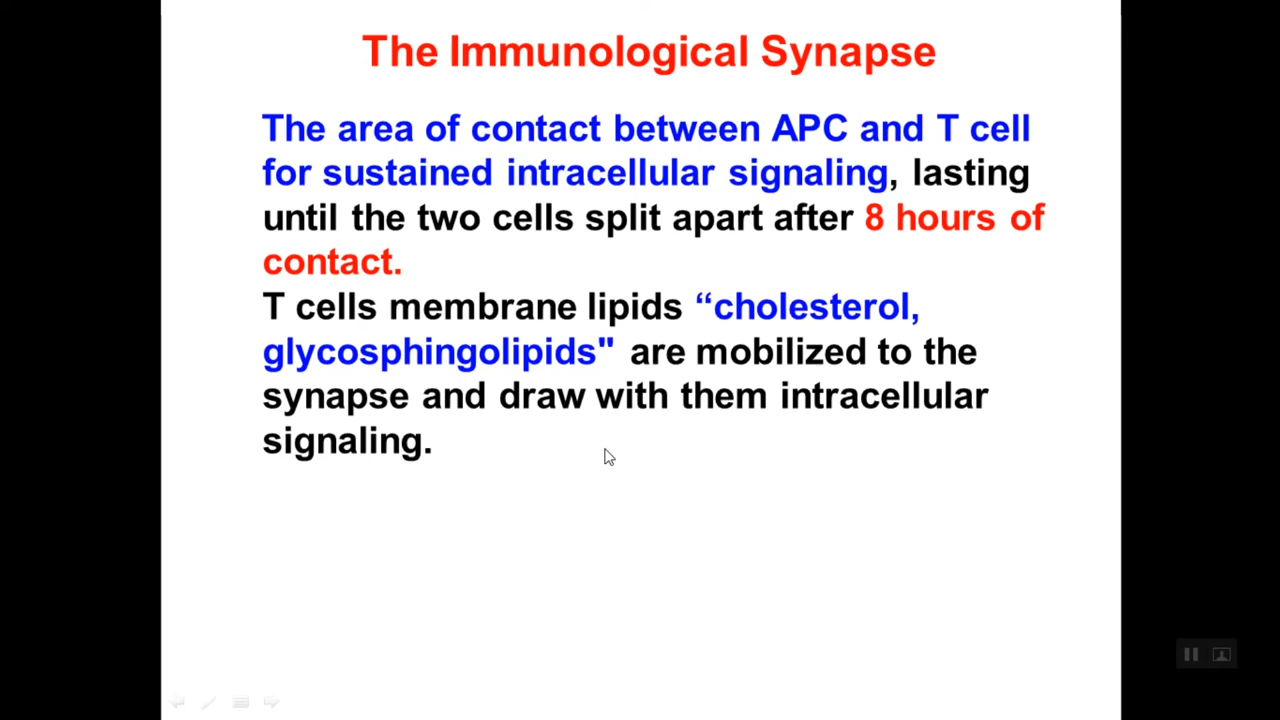 The Immunological Synapse
The area of contact between APC and T cell
for sustained intracellular signaling, lasting
until the two cells split apart after 8 hours of
contact.
T cells membrane lipids “cholesterol,
glycosphingolipids" are mobilized to the
synapse and draw with them intracellular
signaling.